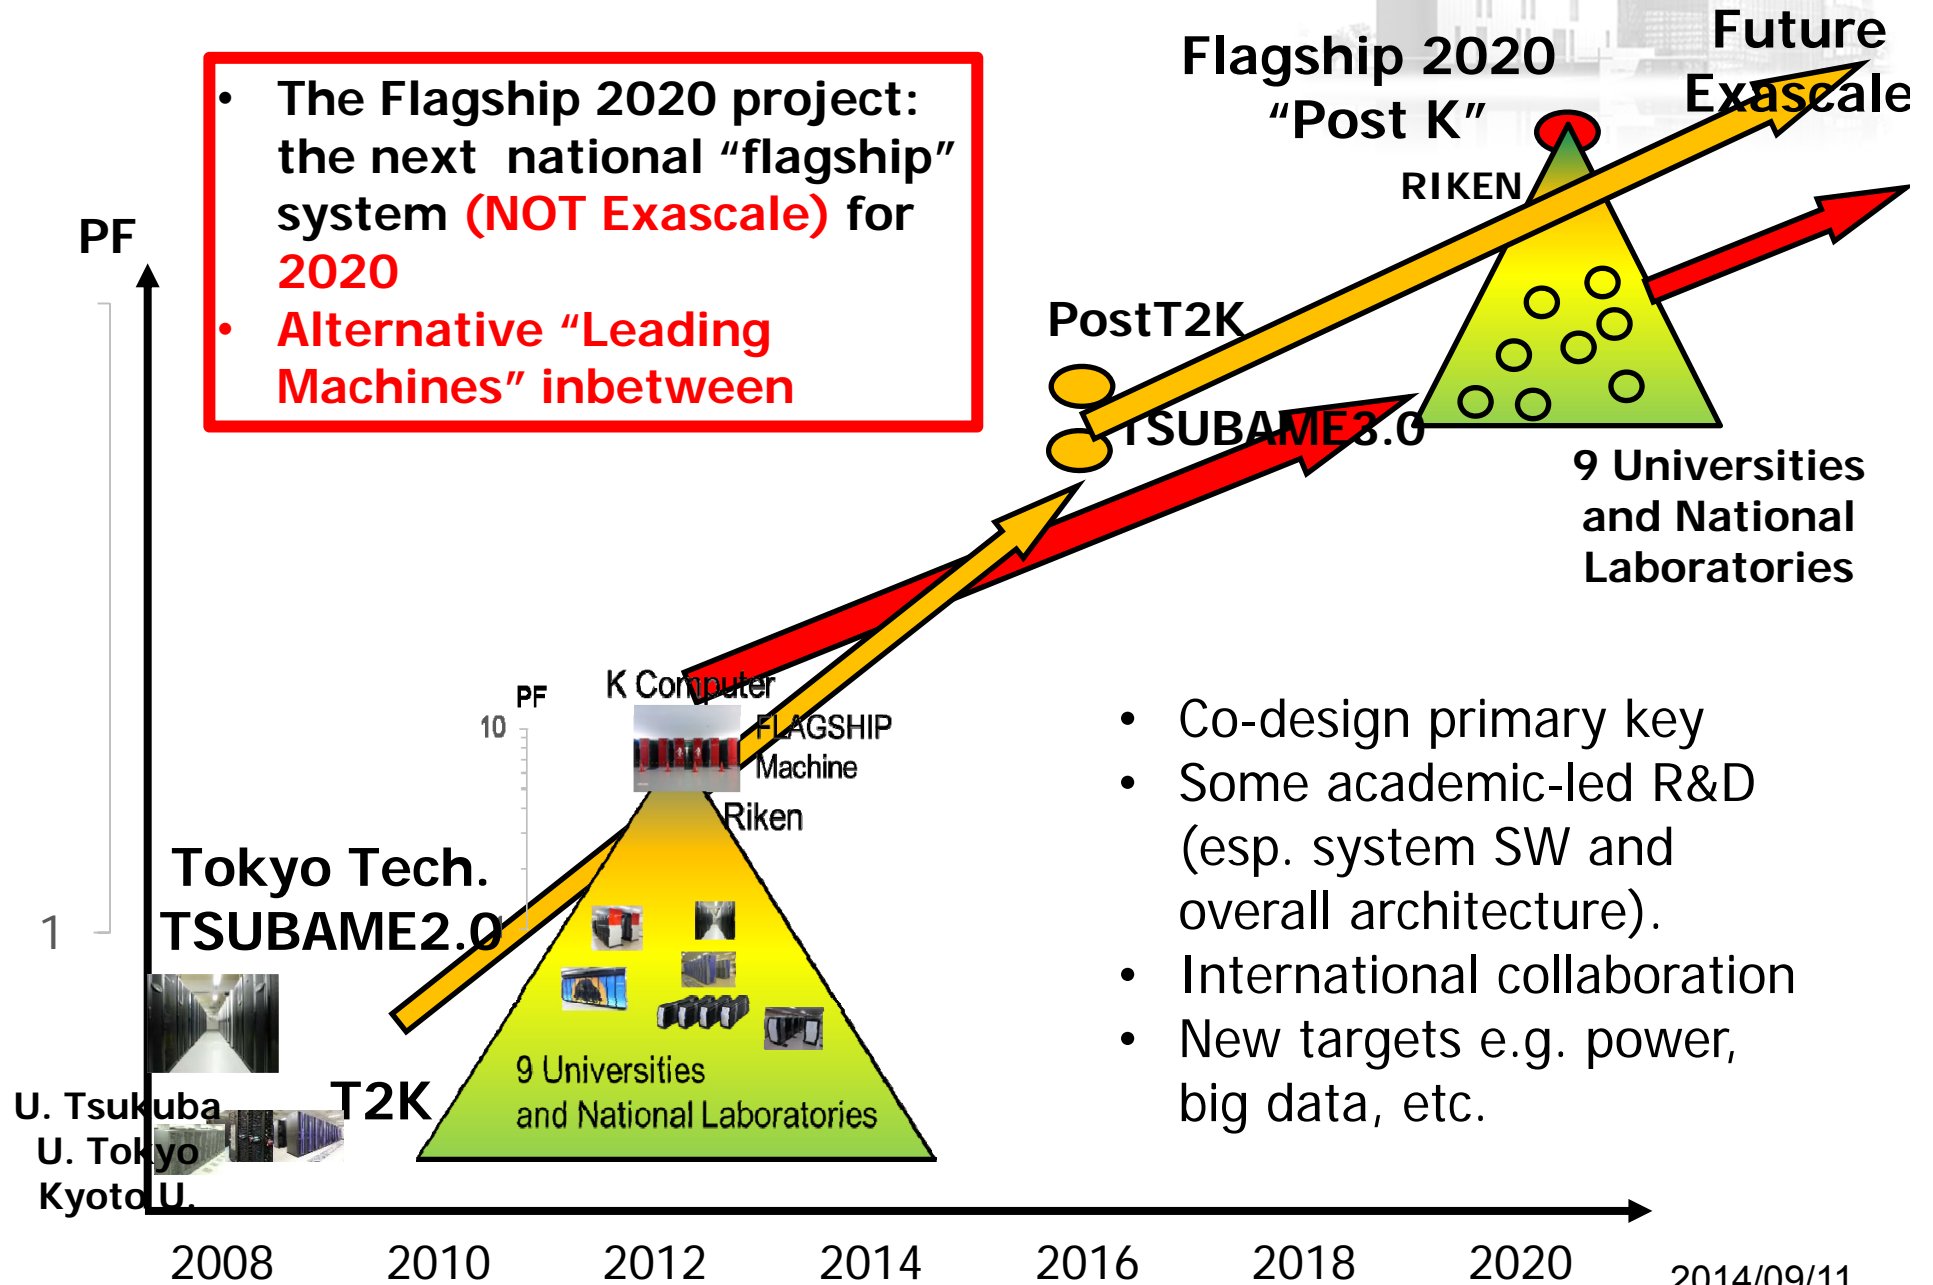 Future
Exascale
Flagship 2020
“Post K”
RIKEN
• The Flagship 2020 project:
the next national “flagship”
system (NOT Exascale) for
2020
• Alternative “Leading
Machines” inbetween
PF
PostT2K
TSUBAME3.0
9 Universities
and National
Laboratories
PF
10
1
K Computer
FLAGSHIP
Machine
Riken
Tokyo Tech.
TSUBAME2.0
1
9 Universities
and National Laboratories
T2K
U. Tsukuba
U. Tokyo
Kyoto U.
• Co-design primary key
• Some academic-led R&D
(esp. system SW and
overall architecture).
• International collaboration
• New targets e.g. power,
big data, etc.
2008 2010 2012 2014 2016 2018 2020
2014/09/11